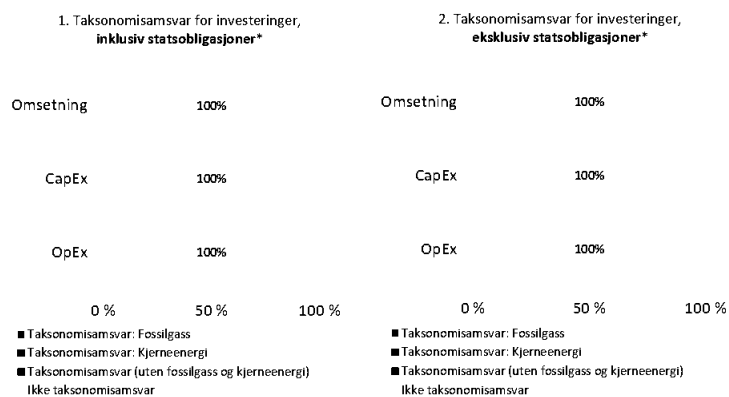 1. Taksonomisamsvar for investeringer,
inklusiv statsobligasjoner*
Omsetning 100%
CapEx 100%
OpEx 100%
0 % 50 % 100 %
Taksonomisamsvar: Fossilgass
Taksonomisamsvar: Kjerneenergi
Taksonomisamsvar (uten fossilgass og kjerneenergi)
Ikke taksonomisamsvar
2. Taksonomisamsvar for investeringer,
eksklusiv statsobligasjoner*
Omsetning 100%
CapEx 100%
OpEx 100%
0 % 50 % 100 %
Taksonomisamsvar: Fossilgass
Taksonomisamsvar: Kjerneenergi
Taksonomisamsvar (uten fossilgass og kjerneenergi)
Ikke taksonomisamsvar